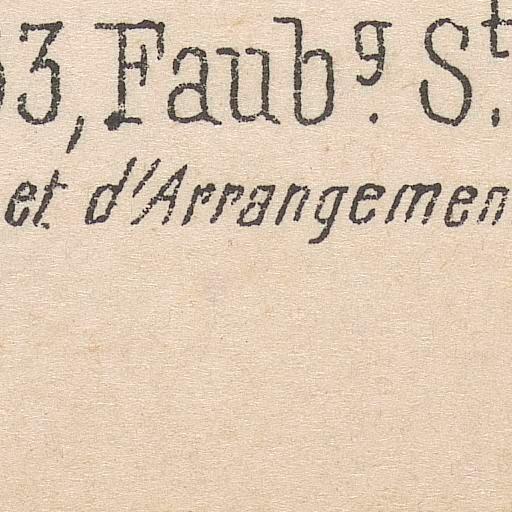 3, Faubg. St.
et d'Arrangemen